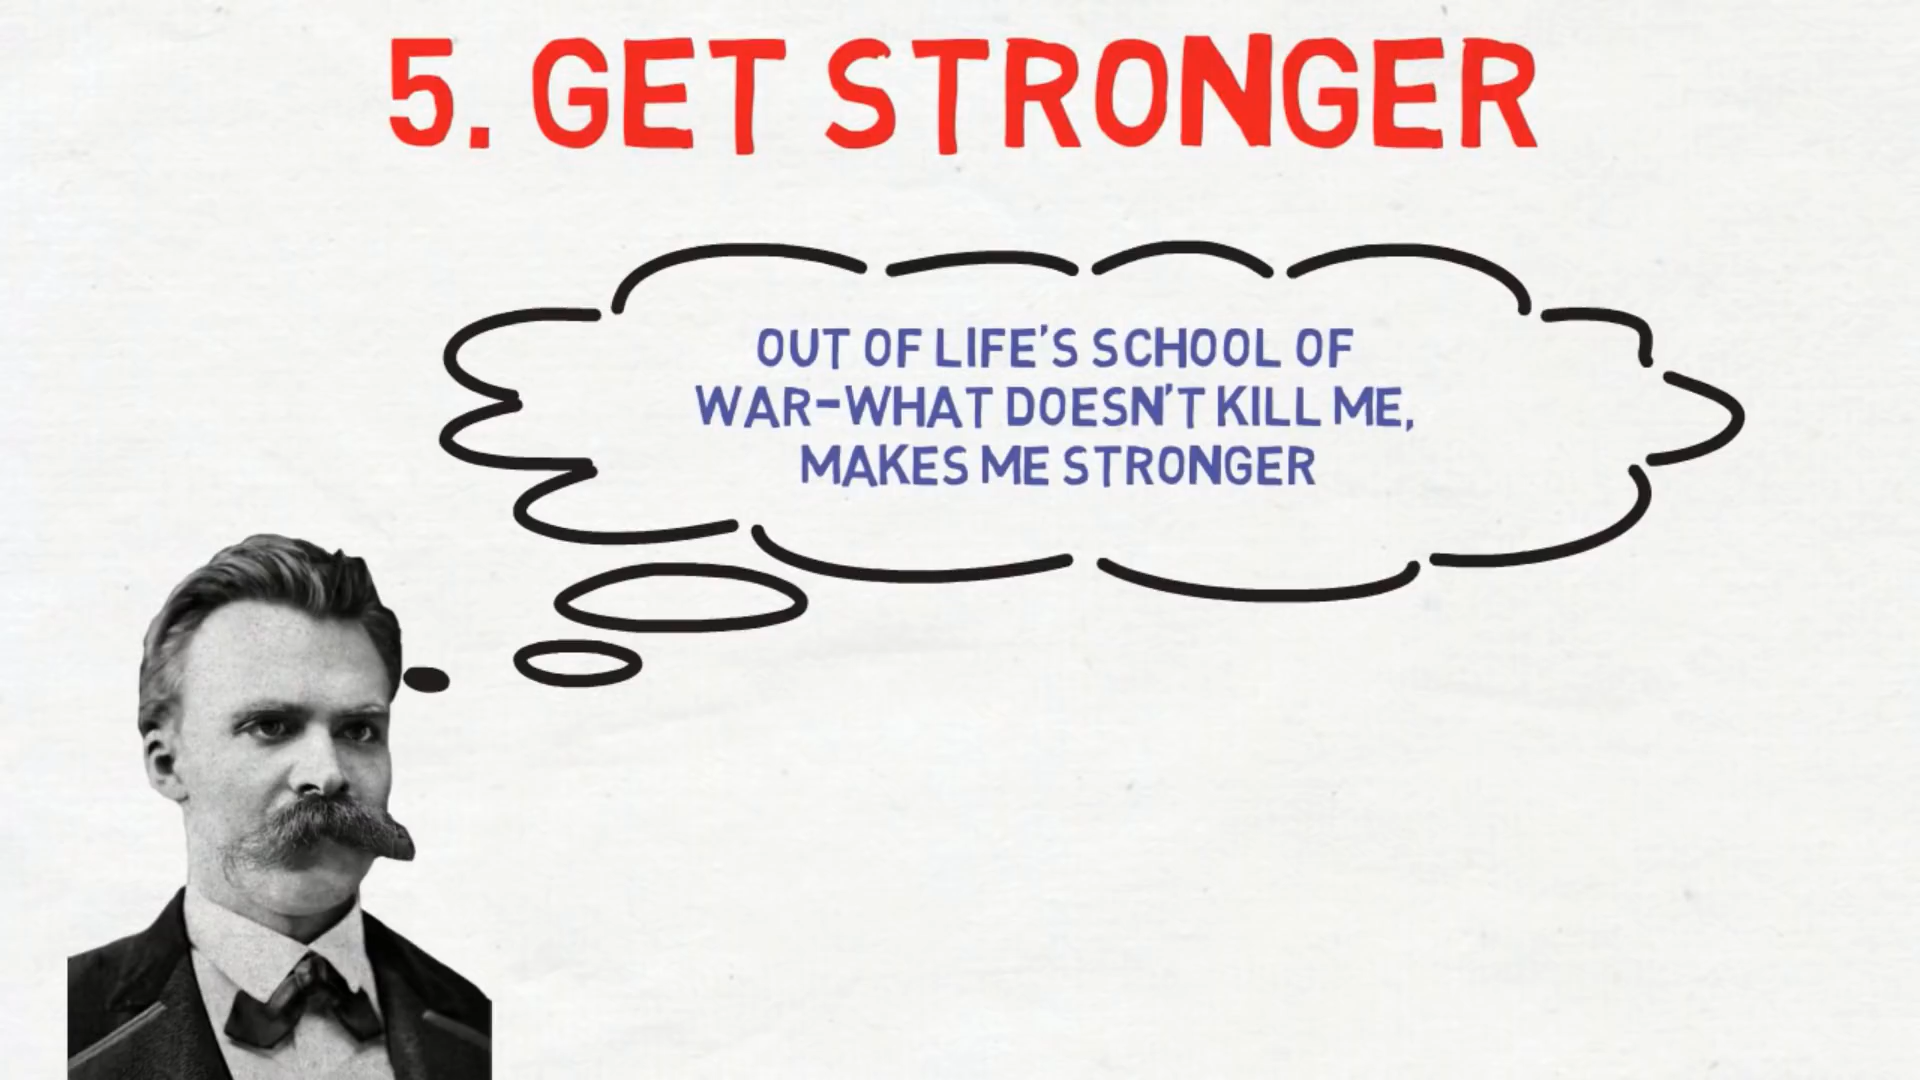 5. GET STRONGER
OUT OF LIFE'S SCHOOL OF
WAR-WHAT DOESN'T KILL ME,
MAKES ME STRONGER